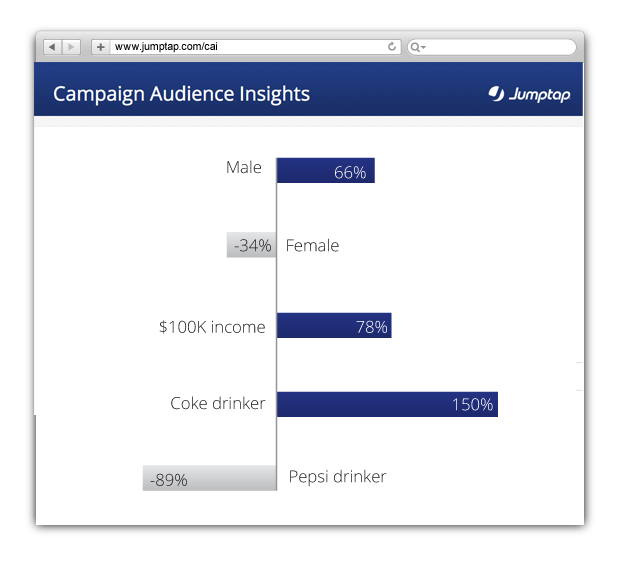 www.jumptap.com/cai
Campaign Audience Insights
Jumptap
Male 66%
-34% Female
$100K income 78%
Coke drinker 150%
-89% Pepsi drinker